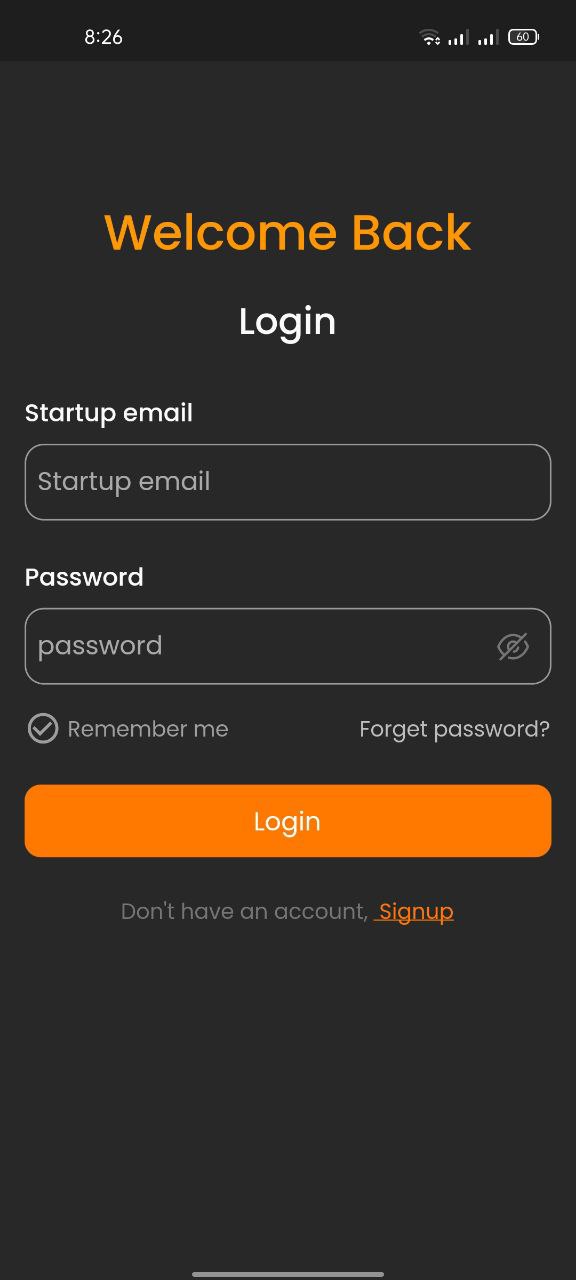 8:26 60
Welcome Back
Login
Startup email
Startup email
Password
password
Remember me Forget password?
Login
Don't have an account, Signup